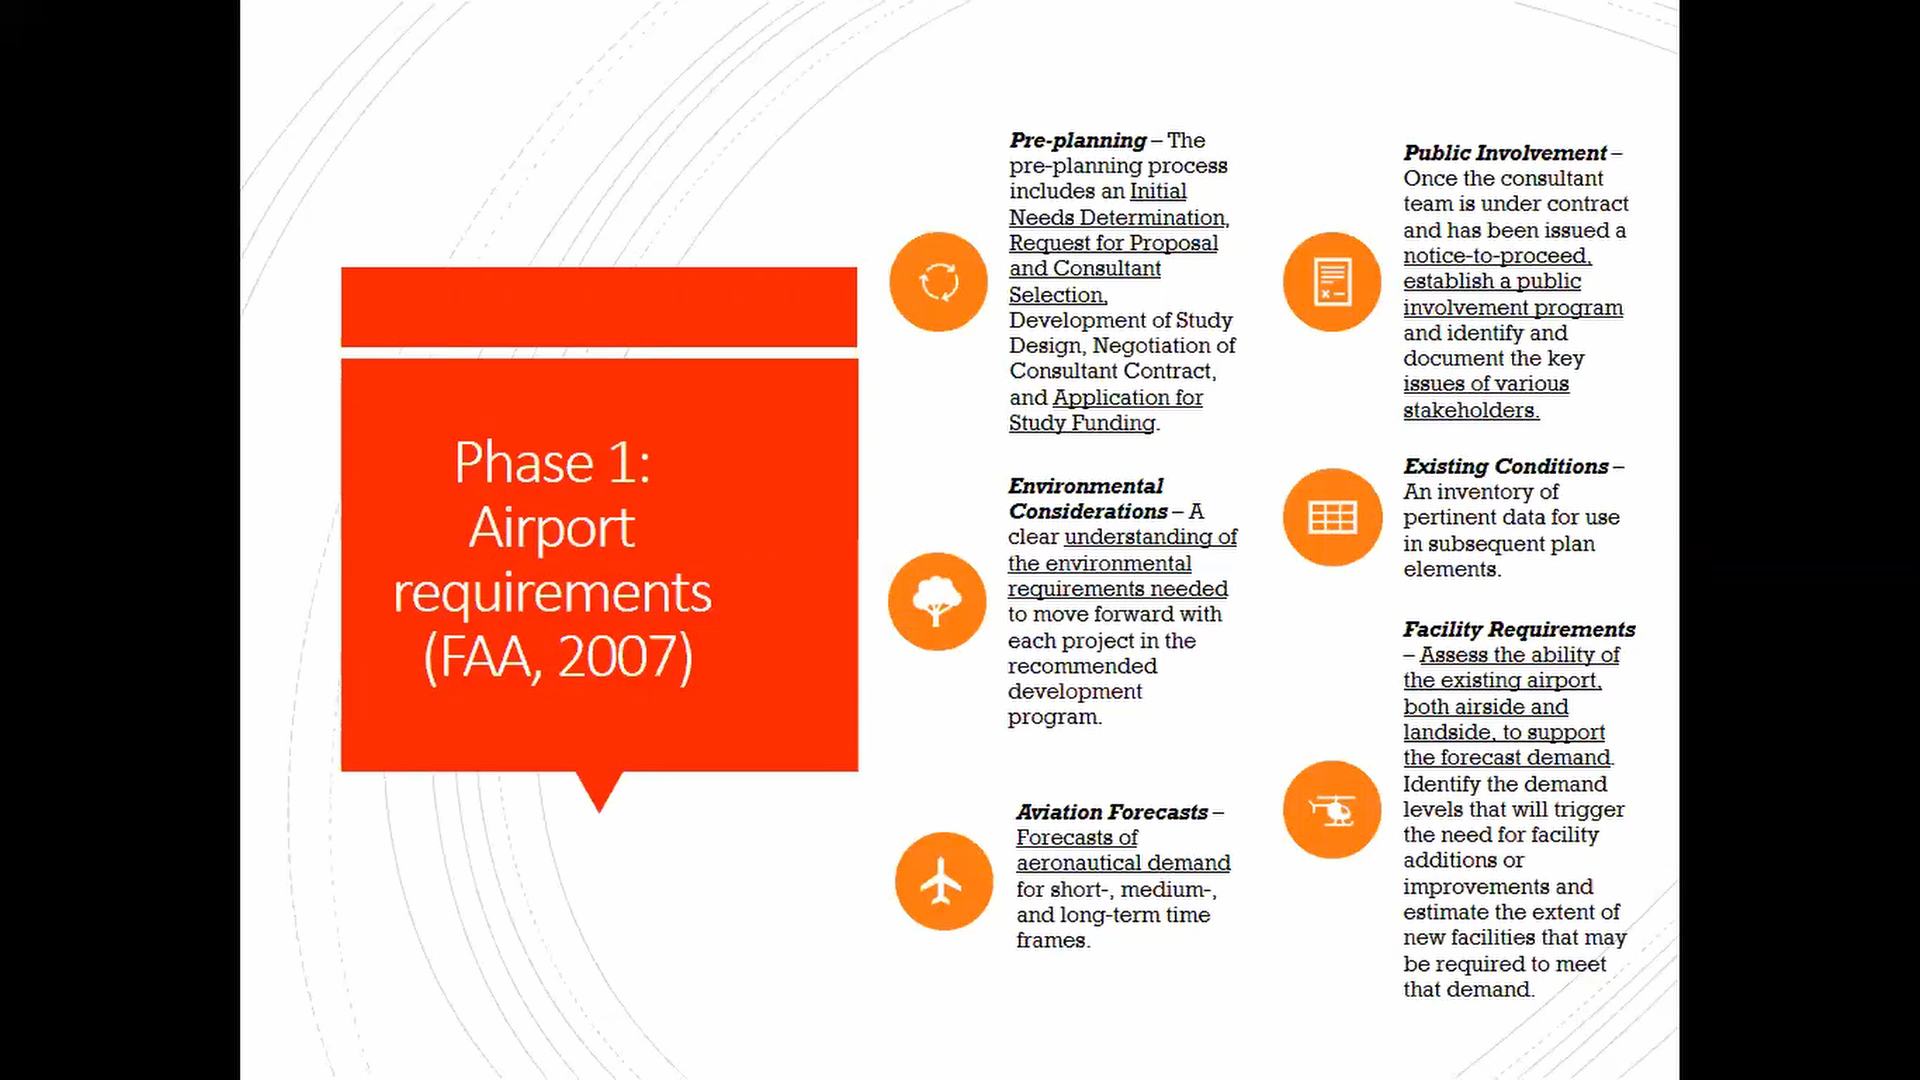 Phase 1:
Airport
requirements
(FAA, 2007)
Pre-planning – The
pre-planning process
includes an Initial
Needs Determination,
Request for Proposal
and Consultant
Selection,
Development of Study
Design, Negotiation of
Consultant Contract,
and Application for
Study Funding.
Public Involvement –
Once the consultant
team is under contract
and has been issued a
notice-to-proceed,
establish a public
involvement program
and identify and
document the key
issues of various
stakeholders.
Environmental
Considerations – A
clear understanding of
the environmental
requirements needed
to move forward with
each project in the
recommended
development
program.
Existing Conditions –
An inventory of
pertinent data for use
in subsequent plan
elements.
Aviation Forecasts –
Forecasts of
aeronautical demand
for short-, medium-,
and long-term time
frames.
Facility Requirements
– Assess the ability of
the existing airport,
both airside and
landside, to support
the forecast demand.
Identify the demand
levels that will trigger
the need for facility
additions or
improvements and
estimate the extent of
new facilities that may
be required to meet
that demand.